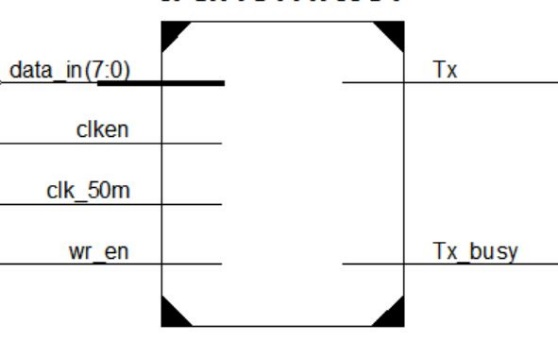 data_in(7:0)
Tx
clken
clk_50m
wr_en
Tx_busy